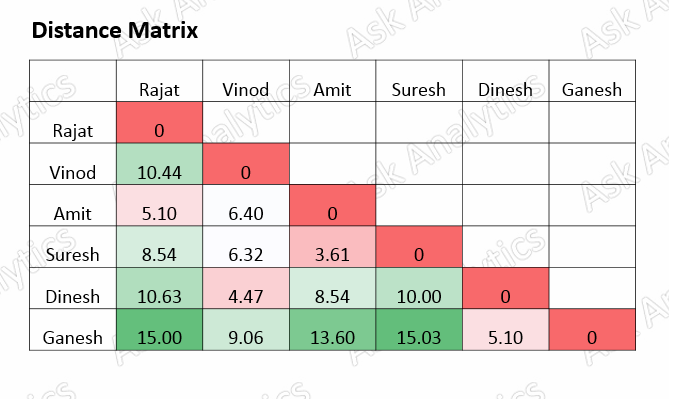 Distance Matrix
Rajat Vinod Amit Suresh Dinesh Ganesh
Rajat 0
Vinod 10.44 0
Amit 5.10 6.40 0
Suresh 8.54 6.32 3.61 0
Dinesh 10.63 4.47 8.54 10.00 0
Ganesh 15.00 9.06 13.60 15.03 5.10 0
Ask Analytics